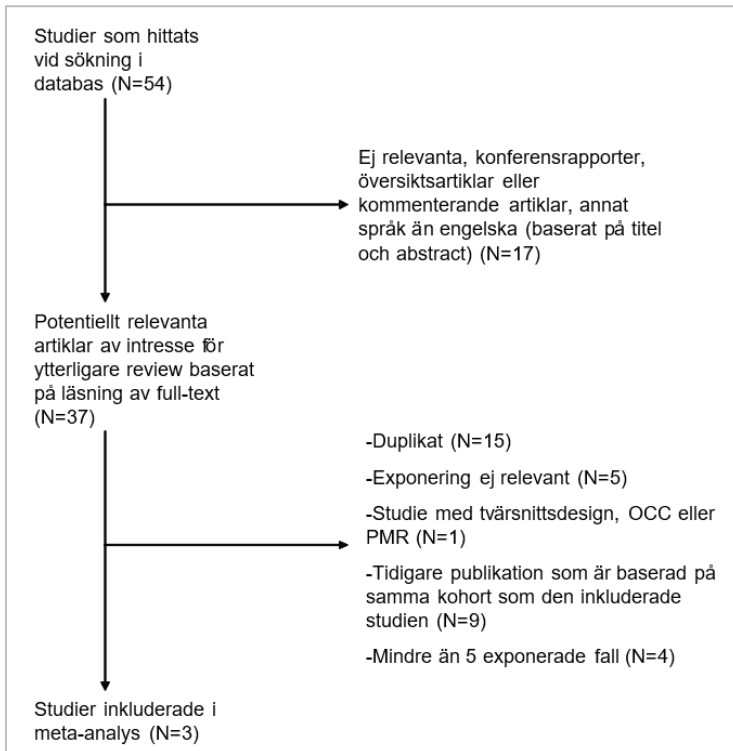 Studier som hittats
vid sökning i
databas (N=54)
Ej relevanta, konferensrapporter,
översiktsartiklar eller
kommenterande artiklar, annat
språk än engelska (baserat på titel
och abstract) (N=17)
Potentiellt relevanta
artiklar av intresse för
ytterligare review baserat
på läsning av full-text
(N=37)
-Duplikat (N=15)
-Exponering ej relevant (N=5)
-Studie med tvärsnittsdesign, OCC eller
PMR (N=1)
-Tidigare publikation som är baserad på
samma kohort som den inkluderade
studien (N=9)
-Mindre än 5 exponerade fall (N=4)
Studier inkluderade i
meta-analys (N=3)